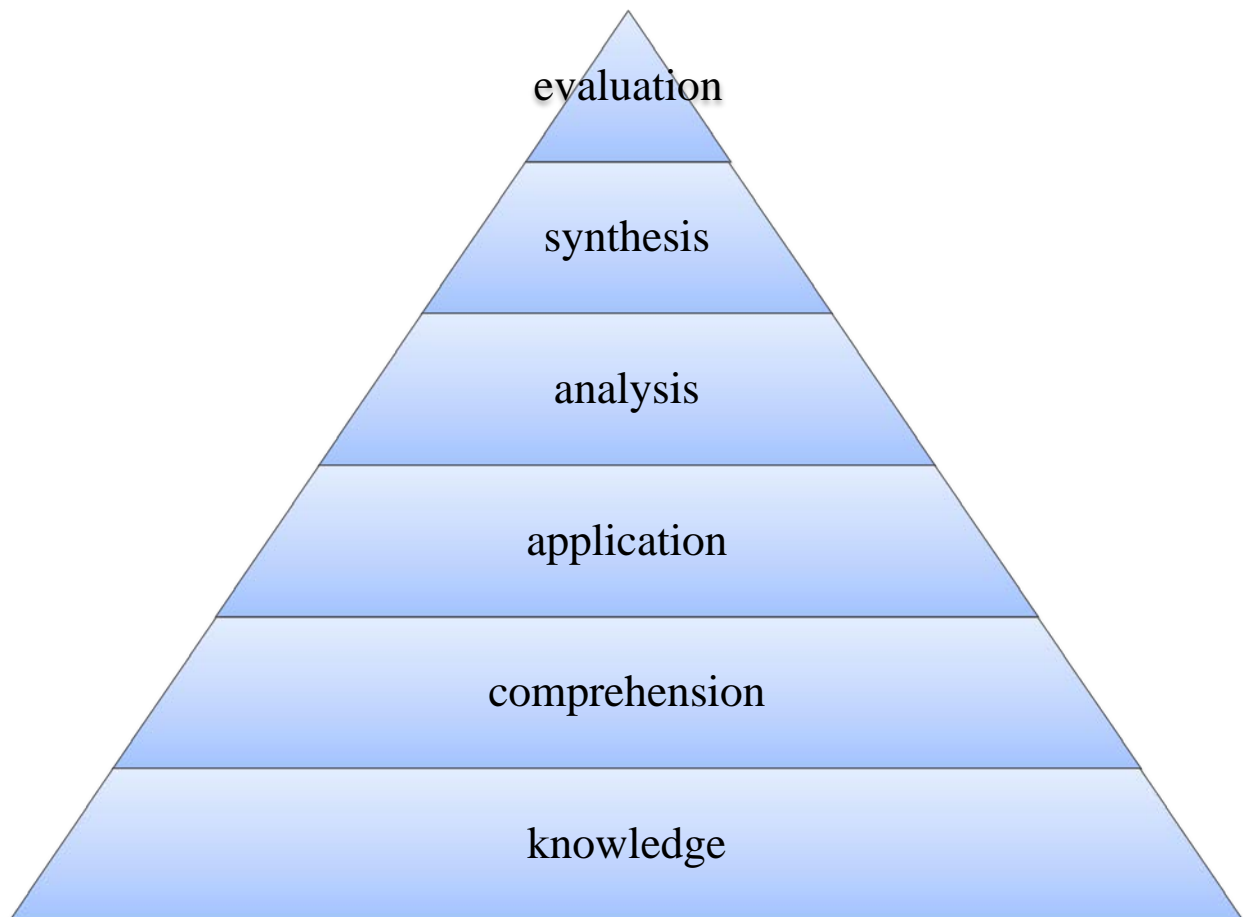 evaluation
synthesis
analysis
application
comprehension
knowledge